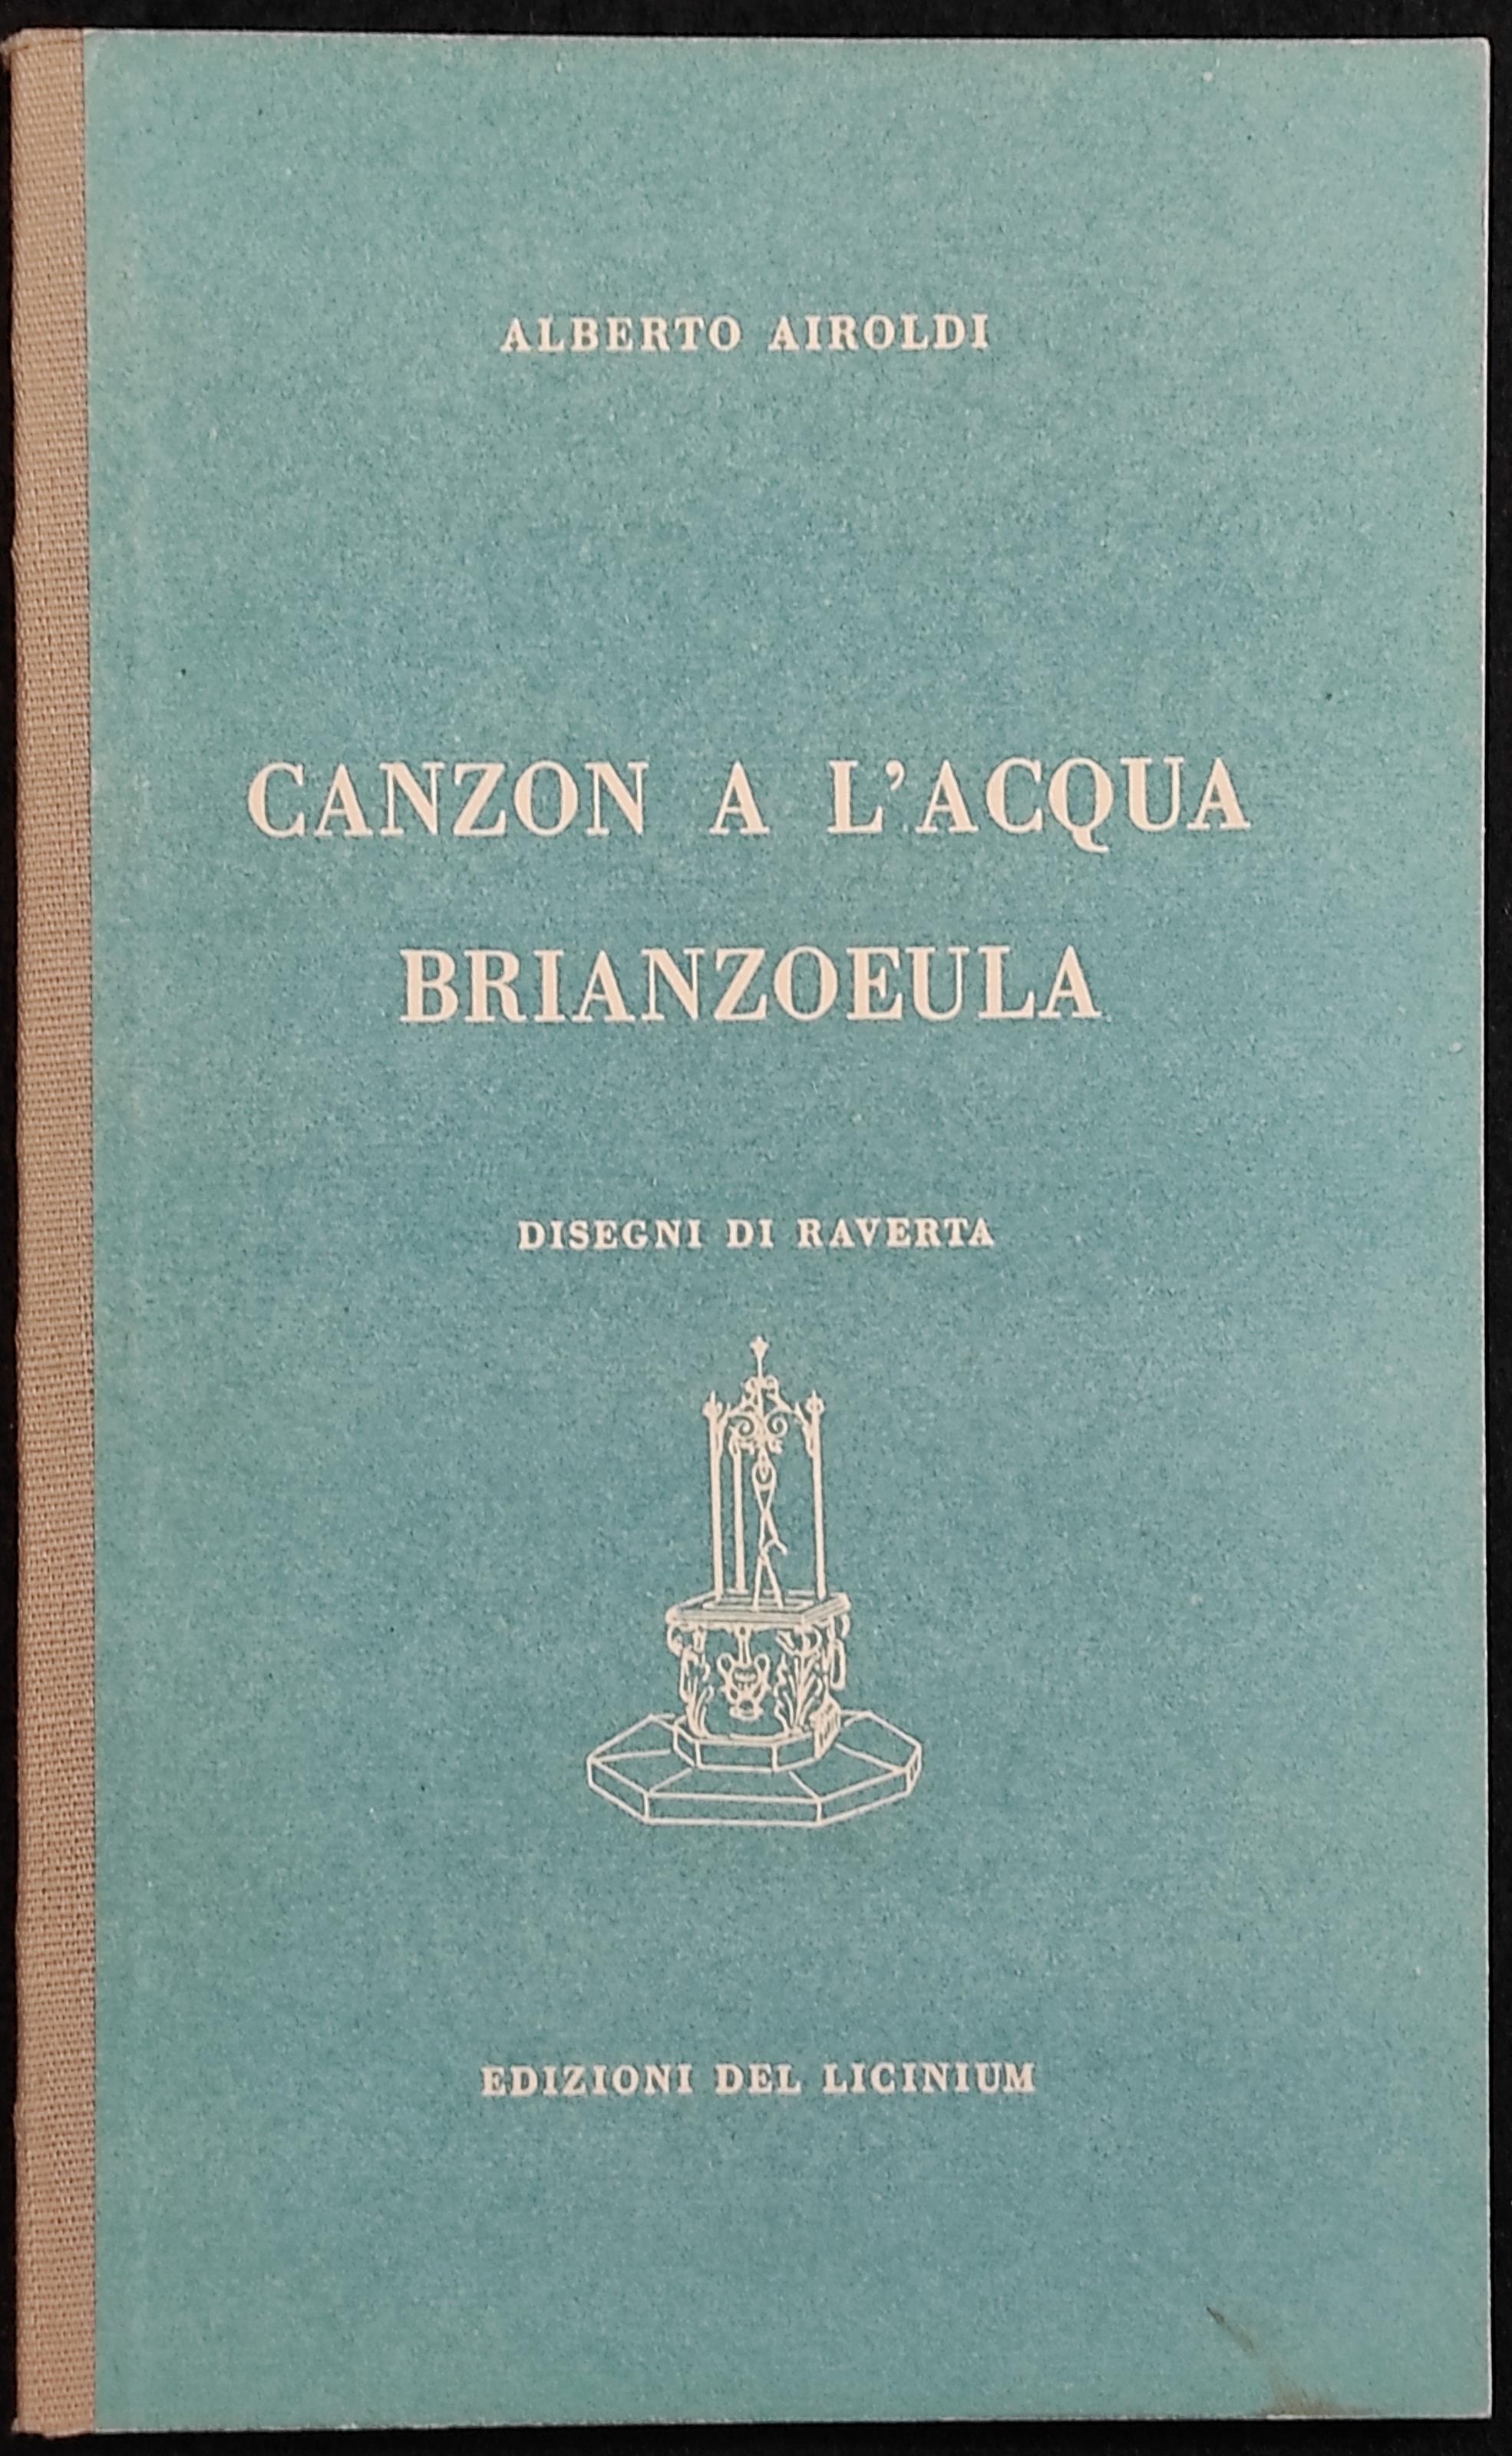 ALBERTO AIROLDI
CANZON A L'ACQUA
BRIANZOEULA
DISEGNI DI RAVERTA
EDIZIONI DEL LICINIUM